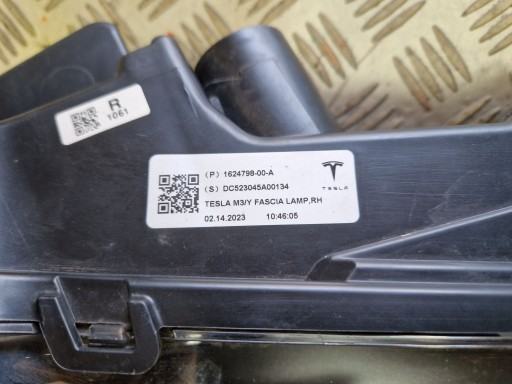 R
1061
(P) 1624798-00-A
(S) DC523045A00134
TESLA M3/Y FASCIA LAMP,RH
02.14.2023 10:46:05
TESLA